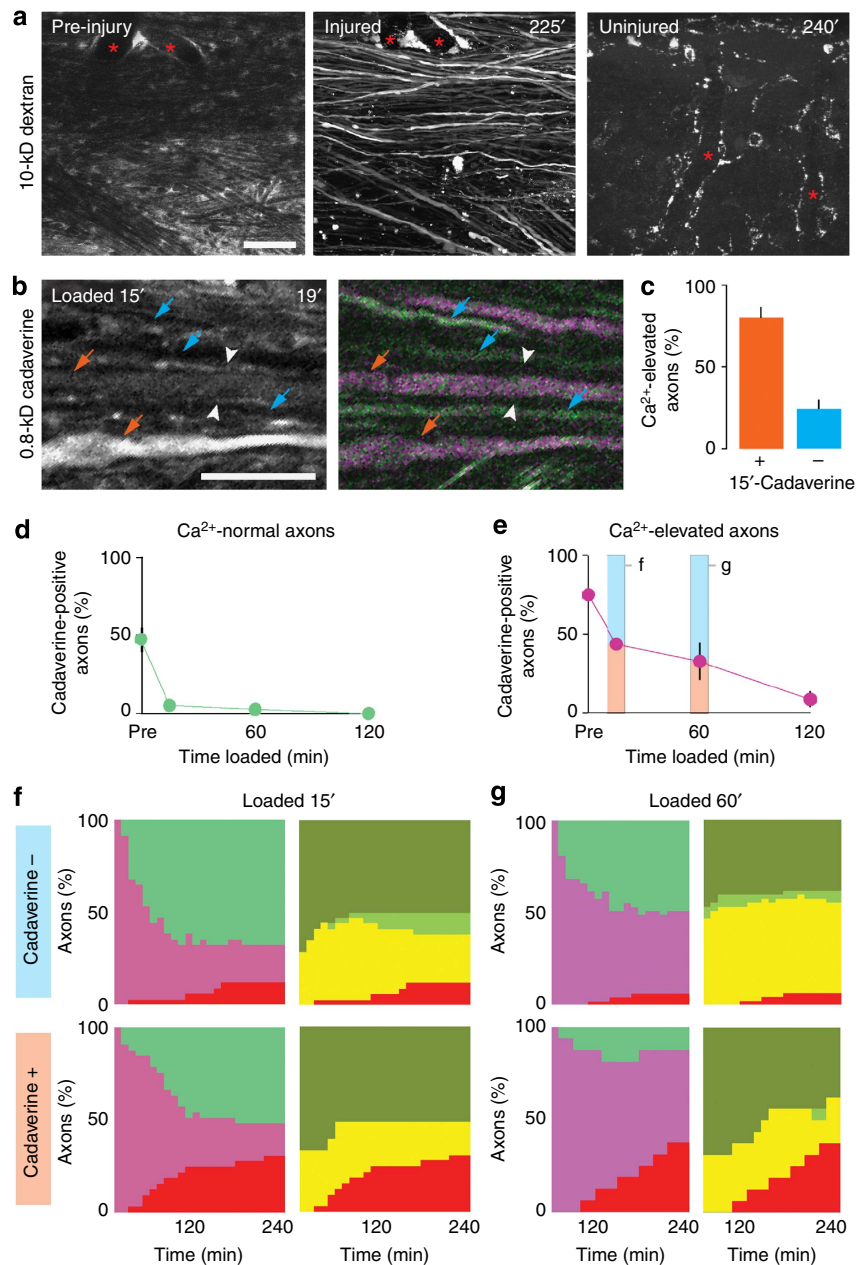 a
Pre-injury
Injured 225′
Uninjured 240′
10-kD dextran
* * * * * *
b
Loaded 15′ 19′
0.8-kD cadaverine
c
Ca²⁺-elevated
axons (%)
100
50
0
+ −
15′-Cadaverine
d
Ca²⁺-normal axons
Cadaverine-positive
axons (%)
100
50
0
Pre 60 120
Time loaded (min)
e
Ca²⁺-elevated axons
Cadaverine-positive
axons (%)
100
50
0
f
g
Pre 60 120
Time loaded (min)
f
Loaded 15′
g
Loaded 60′
Cadaverine −
Axons (%)
100
50
0
Axons (%)
100
50
0
Cadaverine +
Axons (%)
100
50
0
120 240 120 240
Time (min)
Axons (%)
100
50
0
120 240 120 240
Time (min)